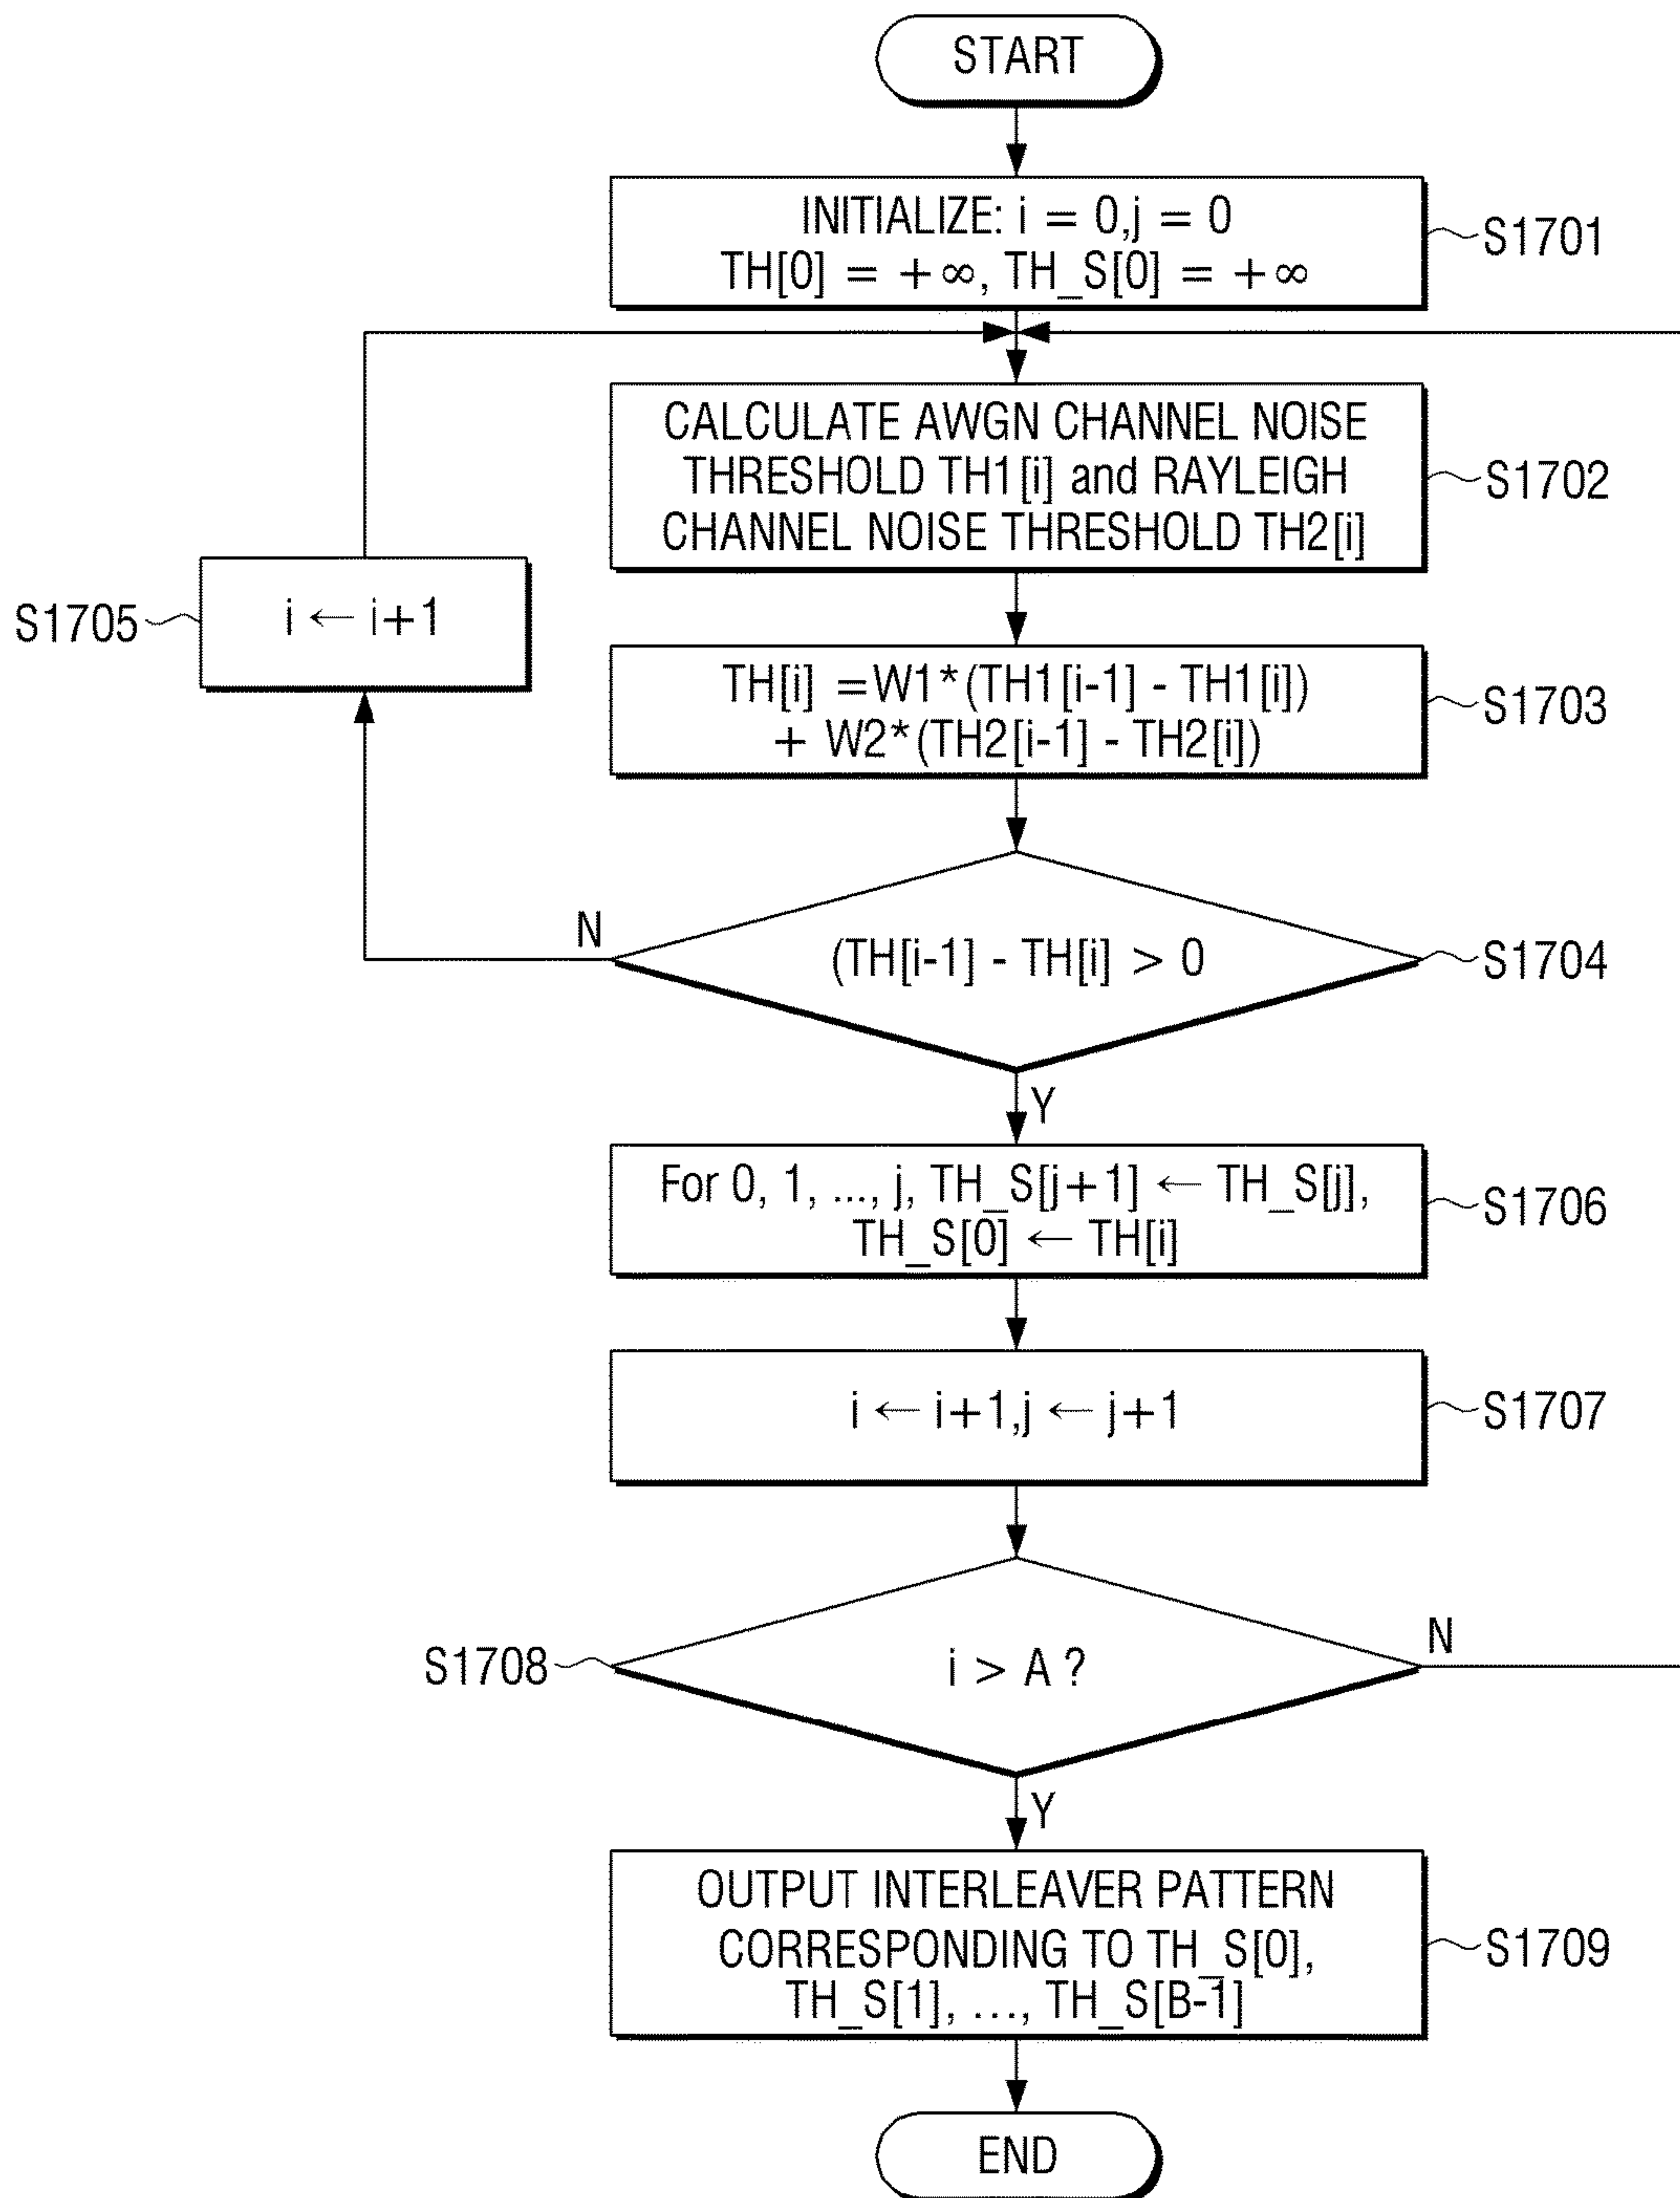 START
INITIALIZE: i = 0,j = 0
TH[0] = +∞, TH_S[0] = +∞
S1701
CALCULATE AWGN CHANNEL NOISE
THRESHOLD TH1[i] and RAYLEIGH
CHANNEL NOISE THRESHOLD TH2[i]
S1702
S1705
i ← i+1
TH[i] =W1*(TH1[i-1] - TH1[i])
+ W2*(TH2[i-1] - TH2[i])
S1703
N
(TH[i-1] - TH[i] > 0
S1704
Y
For 0, 1, ..., j, TH_S[j+1] ← TH_S[j],
TH_S[0] ← TH[i]
S1706
i ← i+1,j ← j+1
S1707
S1708
i > A ?
N
Y
OUTPUT INTERLEAVER PATTERN
CORRESPONDING TO TH_S[0],
TH_S[1], ..., TH_S[B-1]
S1709
END